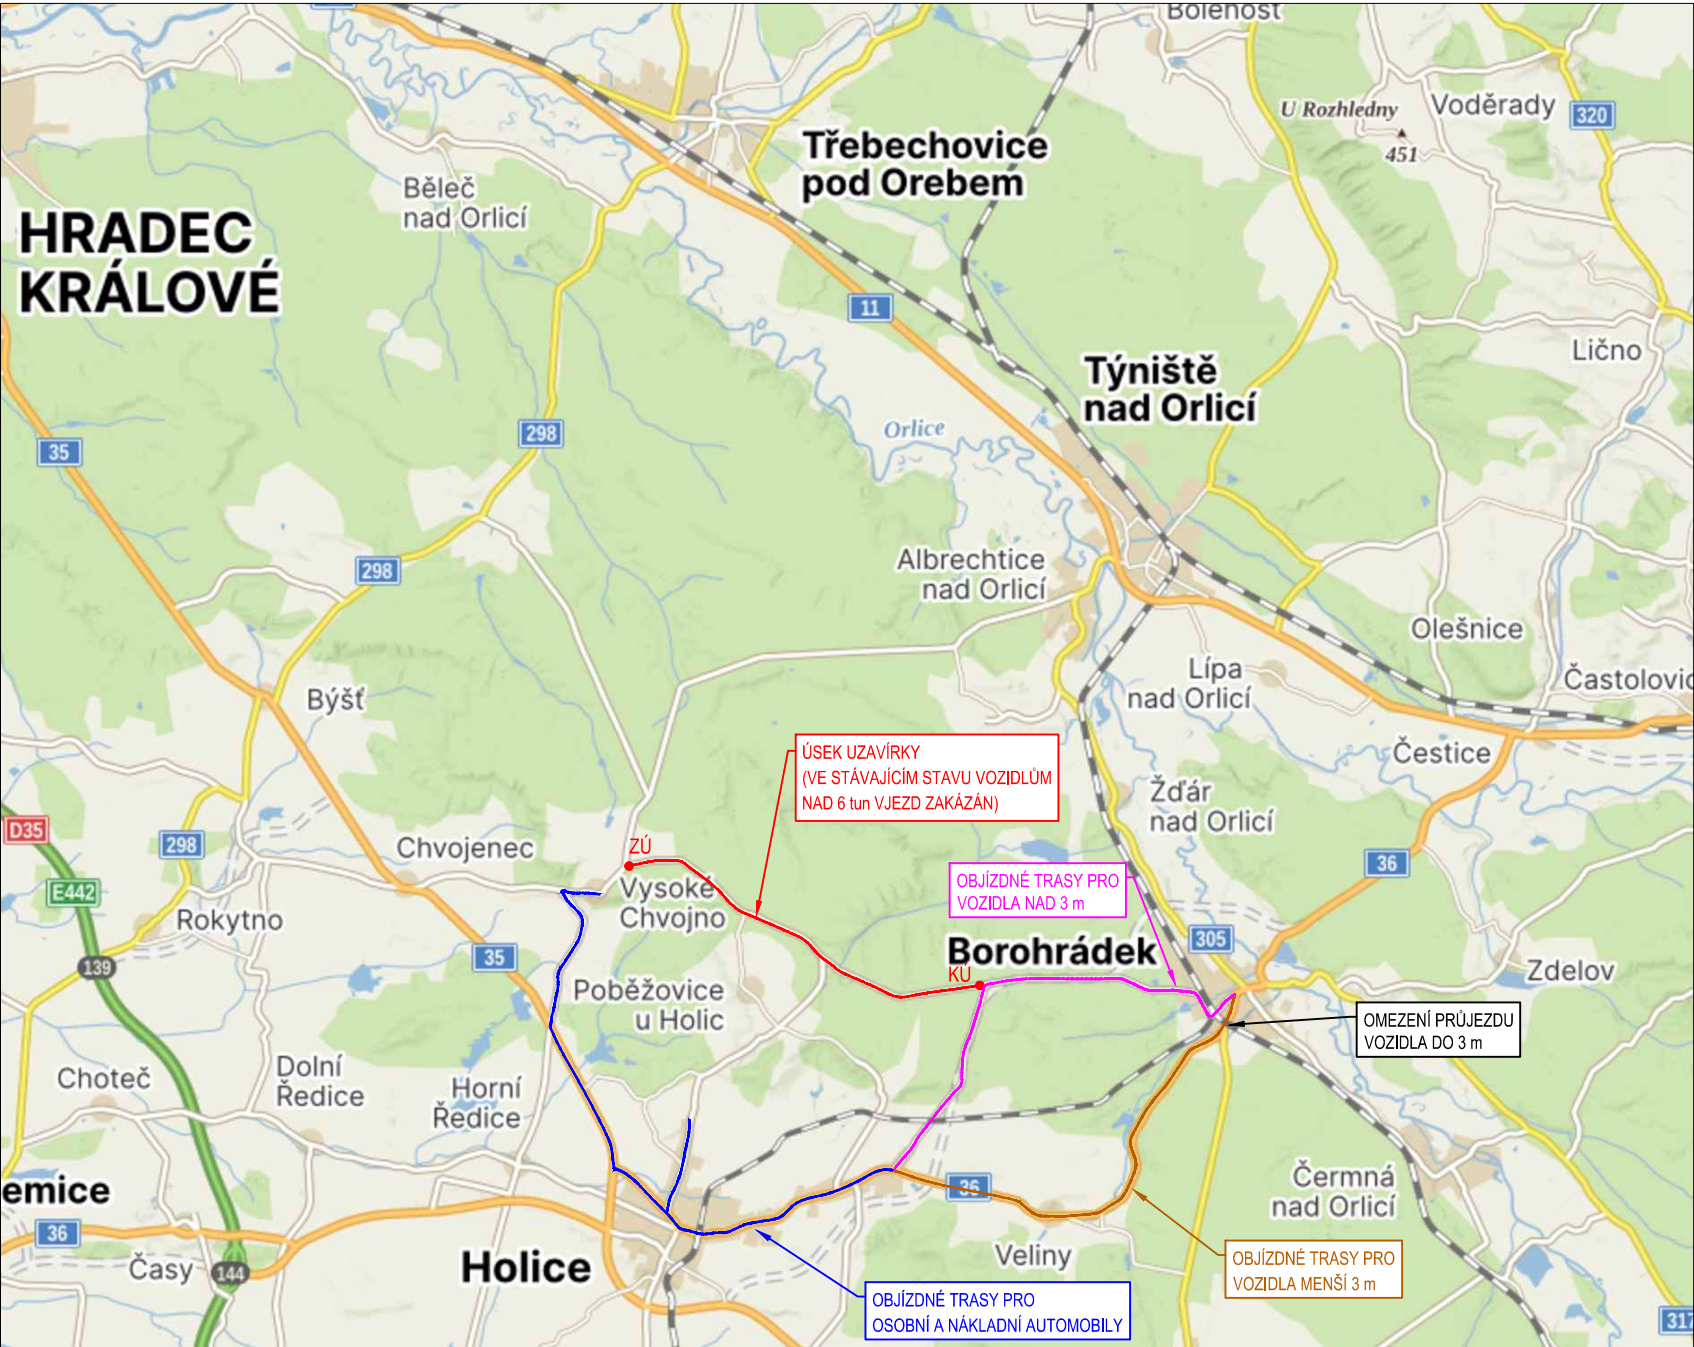 Bolehošť
U Rozhledny
451
Voděrady
320
Třebechovice
pod Orebem
Běleč
nad Orlicí
HRADEC
KRÁLOVÉ
11
Lično
Týniště
nad Orlicí
Orlice
298
35
298
Albrechtice
nad Orlicí
Olešnice
Lípa
nad Orlicí
Častolovic
Býšť
Čestice
ÚSEK UZAVÍRKY
(VE STÁVAJÍCÍM STAVU VOZIDLŮM
NAD 6 tun VJEZD ZAKÁZÁN)
Žďár
nad Orlicí
D35
298
Chvojenec
ZÚ
36
E442
Vysoké
Chvojno
OBJÍZDNÉ TRASY PRO
VOZIDLA NAD 3 m
Rokytno
305
35
Borohrádek
KÚ
139
Zdelov
Poběžovice
u Holic
OMEZENÍ PRŮJEZDU
VOZIDLA DO 3 m
Choteč
Dolní
Ředice
Horní
Ředice
emice
36
Čermná
nad Orlicí
36
Časy
144
Holice
Veliny
OBJÍZDNÉ TRASY PRO
VOZIDLA MENŠÍ 3 m
OBJÍZDNÉ TRASY PRO
OSOBNÍ A NÁKLADNÍ AUTOMOBILY
317